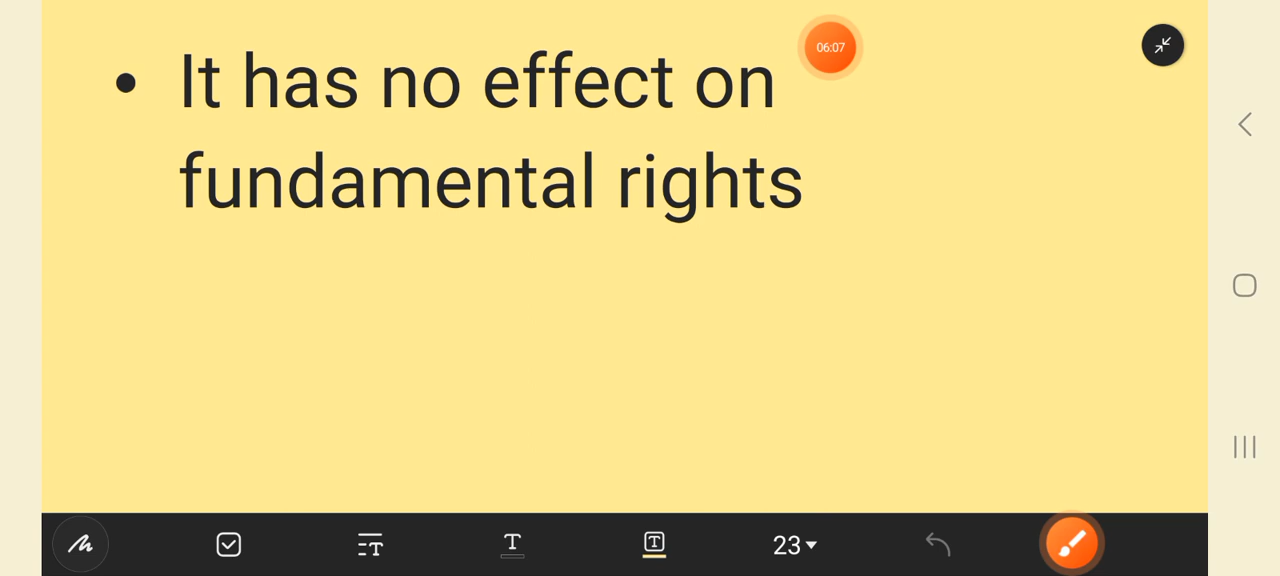 • It has no effect on
fundamental rights
06:07
T
T
T
23